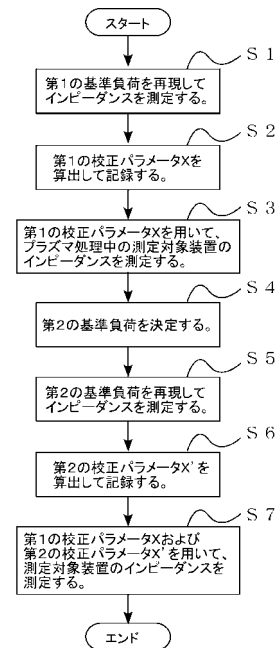 スタート
S1
第1の基準負荷を再現して
インピーダンスを測定する。
S2
第1の校正パラメータXを
算出して記録する。
S3
第1の校正パラメータXを用いて、
プラズマ処理中の測定対象装置の
インピーダンスを測定する。
S4
第2の基準負荷を決定する。
S5
第2の基準負荷を再現して
インピーダンスを測定する。
S6
第2の校正パラメータX'を
算出して記録する。
S7
第1の校正パラメータXおよび
第2の校正パラメータX'を用いて、
測定対象装置のインピーダンスを
測定する。
エンド